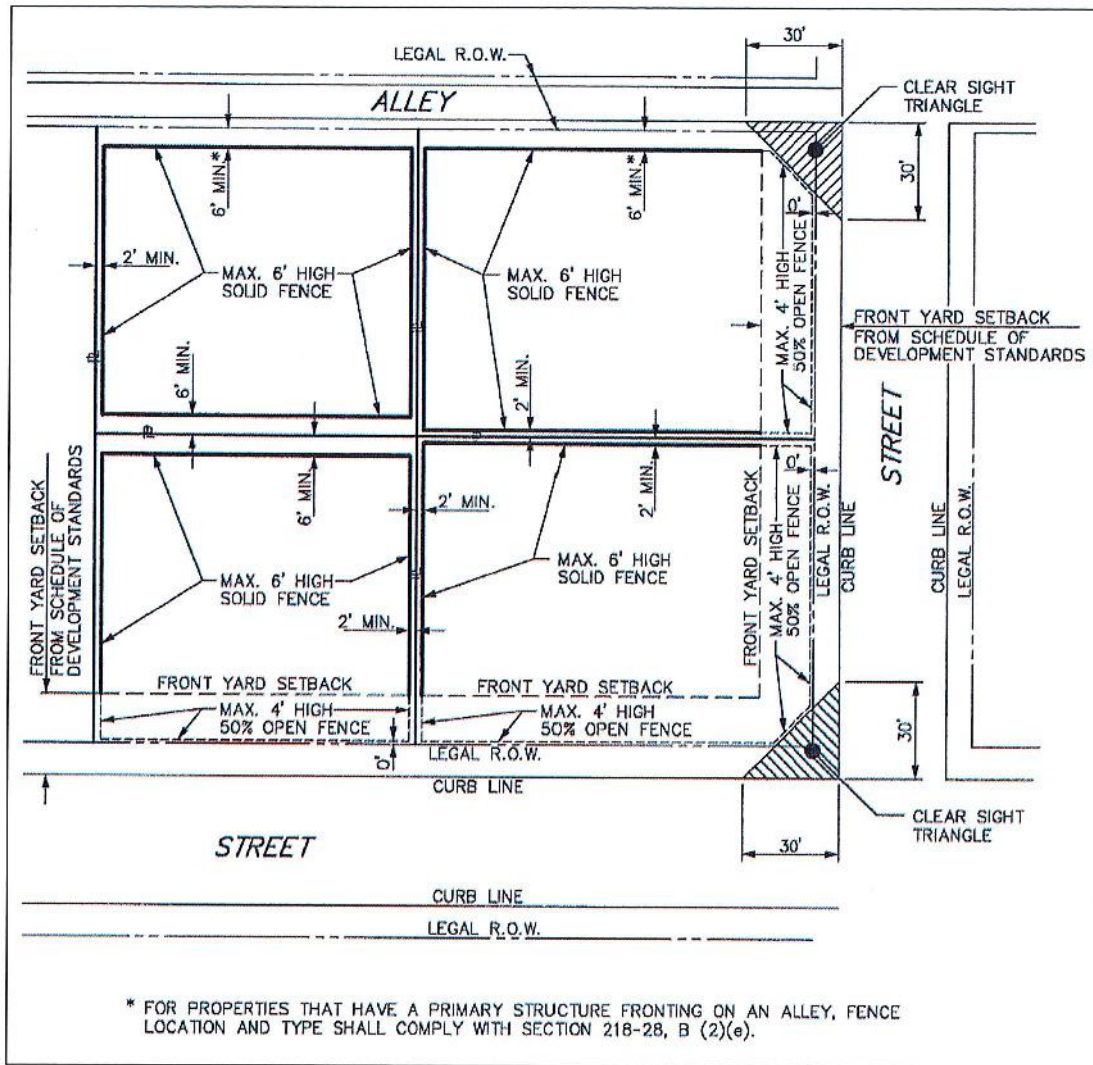 30'
LEGAL R.O.W.
CLEAR SIGHT
TRIANGLE
ALLEY
30'
6' MIN.*
6' MIN.*
0'
2' MIN.
MAX. 6' HIGH
SOLID FENCE
MAX. 6' HIGH
SOLID FENCE
MAX. 4' HIGH
50% OPEN FENCE
FRONT YARD SETBACK
FROM SCHEDULE OF
DEVELOPMENT STANDARDS
6' MIN.
2' MIN.
STREET
FRONT YARD SETBACK
FROM SCHEDULE OF
DEVELOPMENT STANDARDS
6' MIN.
2' MIN.
2' MIN.
0'
MAX. 6' HIGH
SOLID FENCE
MAX. 6' HIGH
SOLID FENCE
2' MIN.
FRONT YARD SETBACK
MAX. 4' HIGH
50% OPEN FENCE
LEGAL R.O.W.
CURB LINE
CURB LINE
LEGAL R.O.W.
FRONT YARD SETBACK
FRONT YARD SETBACK
MAX. 4' HIGH
50% OPEN FENCE
MAX. 4' HIGH
50% OPEN FENCE
30'
0'
LEGAL R.O.W.
CURB LINE
CLEAR SIGHT
TRIANGLE
30'
STREET
CURB LINE
LEGAL R.O.W.
* FOR PROPERTIES THAT HAVE A PRIMARY STRUCTURE FRONTING ON AN ALLEY, FENCE
LOCATION AND TYPE SHALL COMPLY WITH SECTION 218-28, B (2)(e).